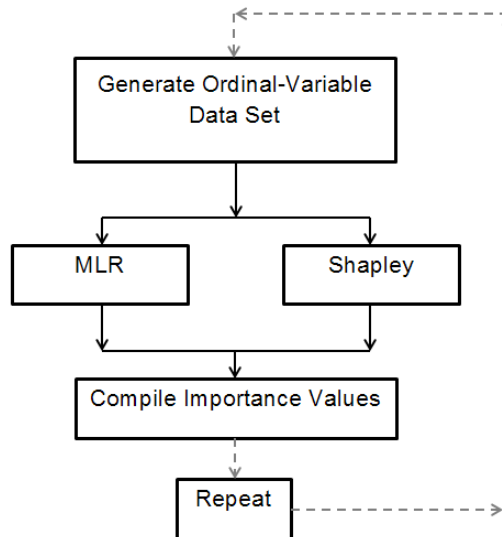 Generate Ordinal-Variable
Data Set
MLR
Shapley
Compile Importance Values
Repeat